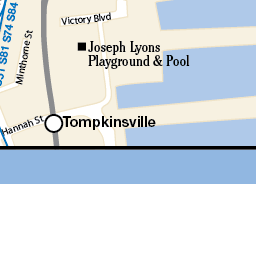 Victory Blvd
Joseph Lyons
Playground & Pool
Minthorne St
S81 S74 S84
Hannah St.
Tompkinsville